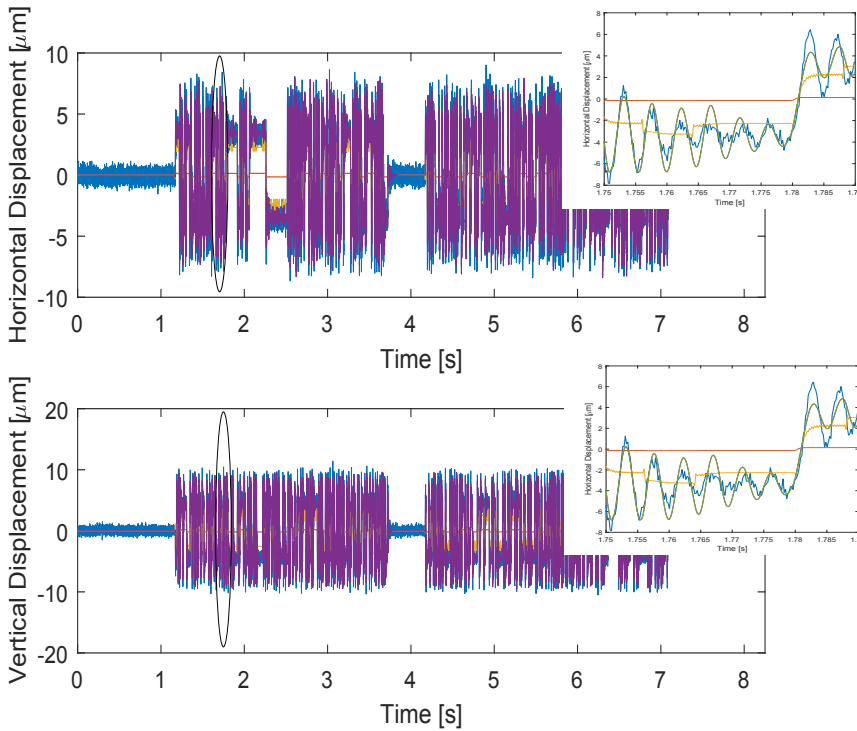 Horizontal Displacement [μm]
10
5
0
-5
-10
0 1 2 3 4 5 6 7 8
Time [s]
Horizontal Displacement [μm]
8
6
4
2
0
-2
-4
-6
-8
1.75 1.755 1.76 1.765 1.77 1.775 1.78 1.785 1.7
Time [s]
Vertical Displacement [μm]
20
10
0
-10
-20
0 1 2 3 4 5 6 7 8
Time [s]
Horizontal Displacement [μm]
8
6
4
2
0
-2
-4
-6
-8
1.75 1.755 1.76 1.765 1.77 1.775 1.78 1.785 1.7
Time [s]